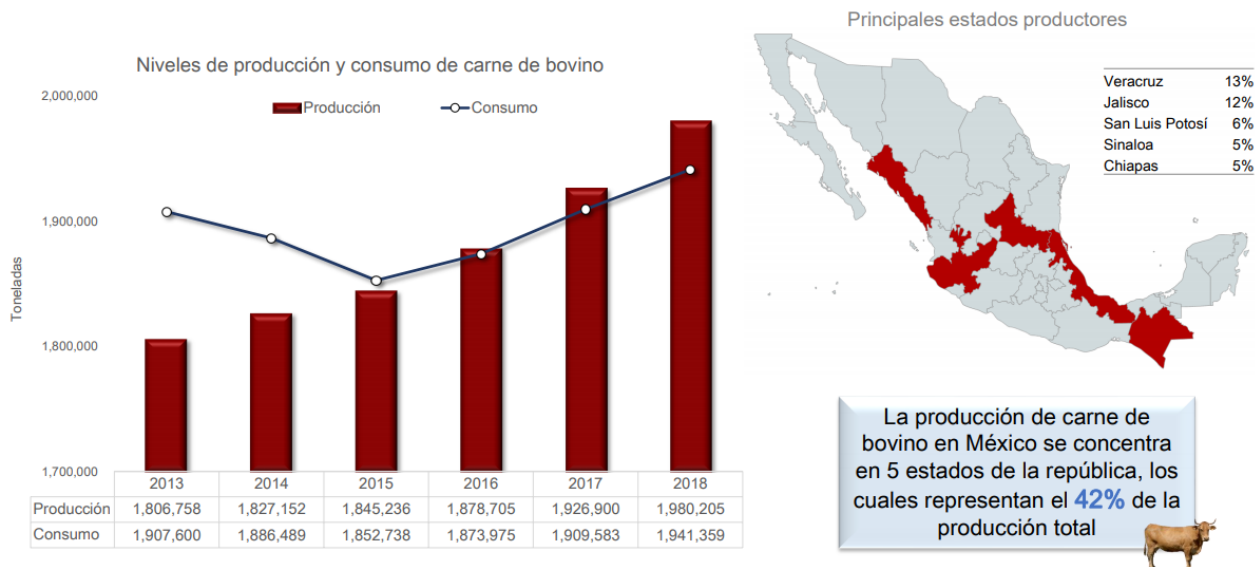 Principales estados productores
Niveles de producción y consumo de carne de bovino
Producción
Consumo
Toneladas
2,000,000
1,900,000
1,800,000
1,700,000
2013 2014 2015 2016 2017 2018
Producción 1,806,758 1,827,152 1,845,236 1,878,705 1,926,900 1,980,205
Consumo 1,907,600 1,886,489 1,852,738 1,873,975 1,909,583 1,941,359
Veracruz 13%
Jalisco 12%
San Luis Potosí 6%
Sinaloa 5%
Chiapas 5%
La producción de carne de
bovino en México se concentra
en 5 estados de la república, los
cuales representan el 42% de la
producción total